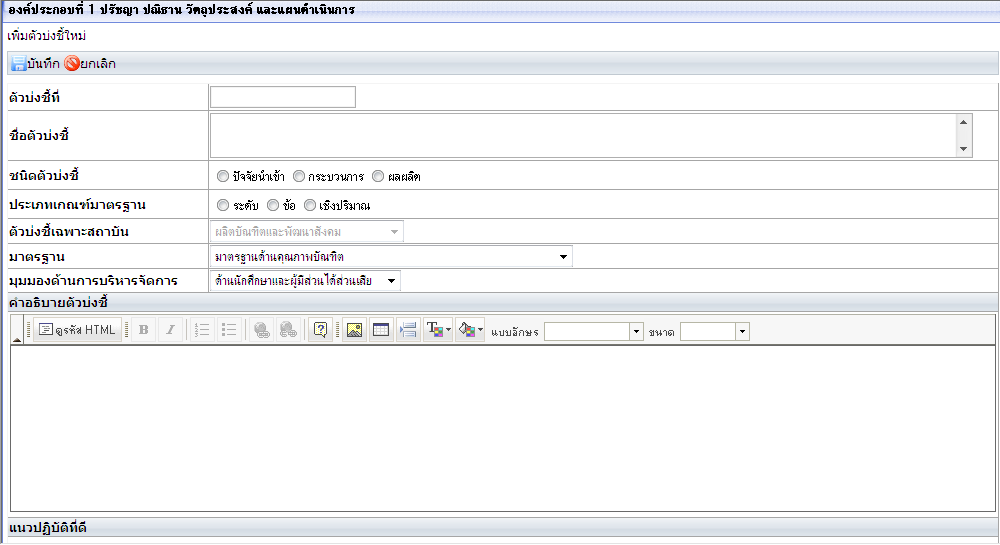 องค์ประกอบที่ 1 ปรัชญา ปณิธาน วัตถุประสงค์ และแผนดำเนินการ
เพิ่มตัวบ่งชี้ใหม่
บันทึก ยกเลิก
ตัวบ่งชี้ที่
ชื่อตัวบ่งชี้
ชนิดตัวบ่งชี้ ปัจจัยนำเข้า กระบวนการ ผลผลิต
ประเภทเกณฑ์มาตรฐาน ระดับ ข้อ เชิงปริมาณ
ตัวบ่งชี้เฉพาะสถาบัน ผลิตบัณฑิตและพัฒนาสังคม
มาตรฐาน มาตรฐานด้านคุณภาพบัณฑิต
มุมมองด้านการบริหารจัดการ ด้านนักศึกษาและผู้มีส่วนได้ส่วนเสีย
คำอธิบายตัวบ่งชี้
ดูรหัส HTML B I แบบอักษร ขนาด
แนวปฏิบัติที่ดี